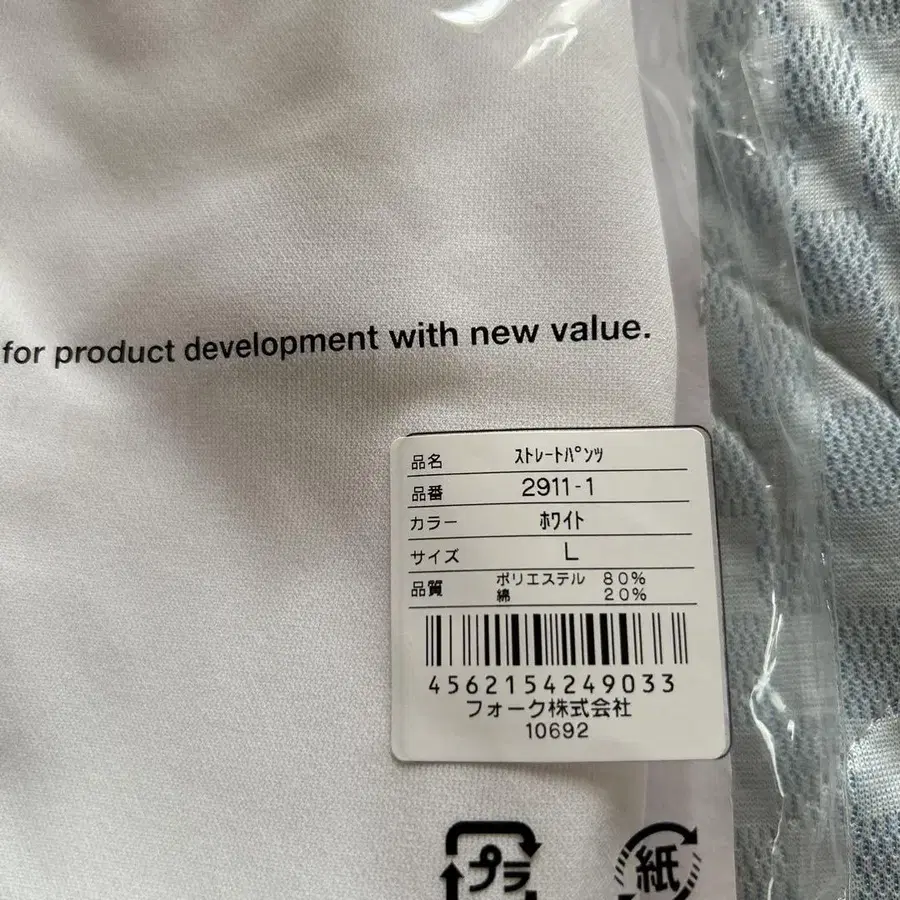 for product development with new value.
品名 ｽﾄﾚｰﾄﾊﾟﾝﾂ
品番 2911-1
カラー ﾎﾜｲﾄ
サイズ L
品質 ポリエステル 80%
綿 20%
4562154249033
フォーク株式会社
10692
プラ
紙